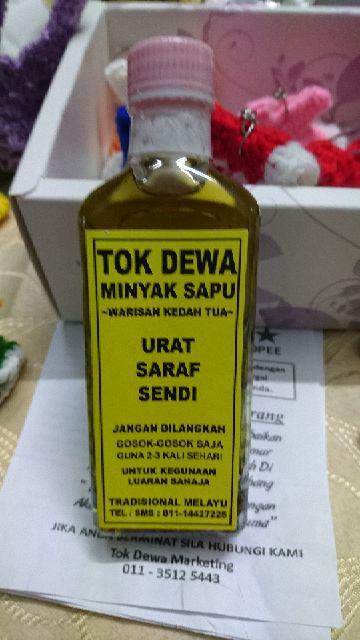 TOK DEWA
MINYAK SAPU
~WARISAN KEDAH TUA~
URAT
SARAF
SENDI
JANGAN DILANGKAH
GOSOK-GOSOK SAJA
GUNA 2-3 KALI SEHARI
UNTUK KEGUNAAN
LUARAN SAHAJA
TRADISIONAL MELAYU
TEL / SMS : 011-14427225
JIKA ANDA BERMINAT SILA HUBUNGI KAMI
Tok Dewa Marketing
011 - 3512 5443